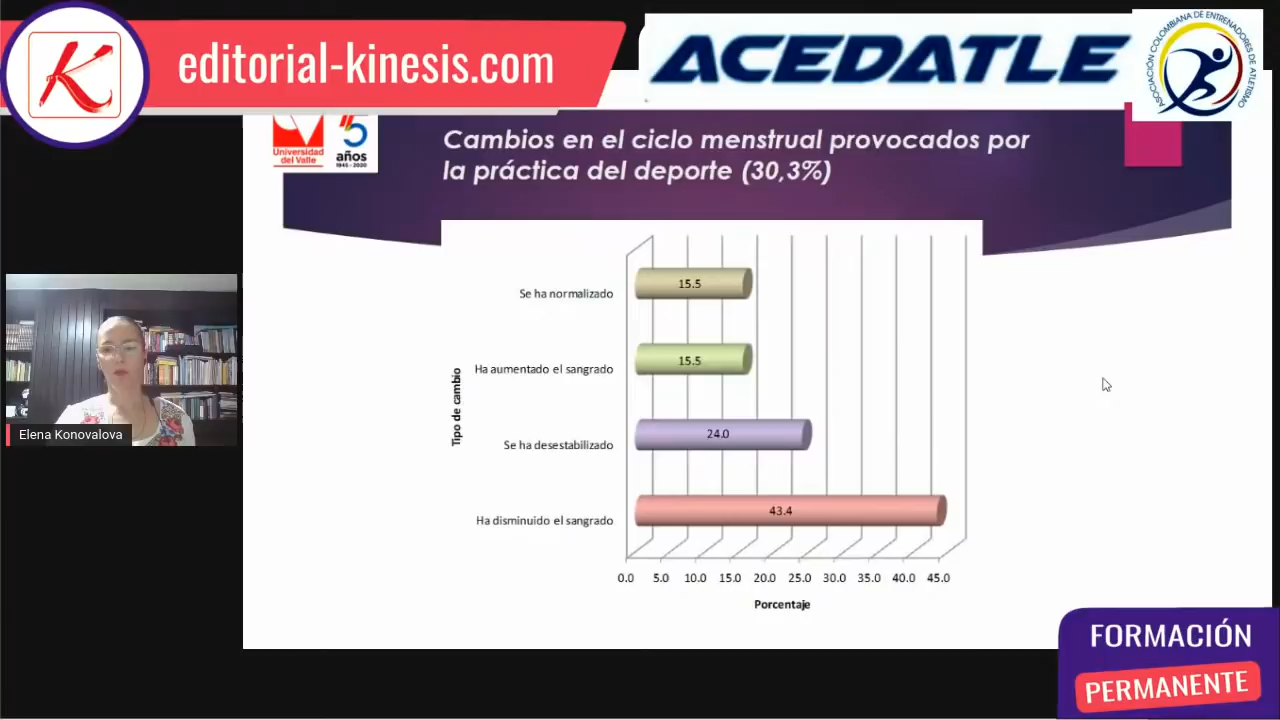 editorial-kinesis.com
ACEDATLE
ASOCIACIÓN COLOMBIANA DE ENTRENADORES DE ATLETISMO
Universidad
del Valle
años
1945 - 2020
Cambios en el ciclo menstrual provocados por
la práctica del deporte (30,3%)
Tipo de cambio
Se ha normalizado
15.5
Ha aumentado el sangrado
15.5
Se ha desestabilizado
24.0
Ha disminuido el sangrado
43.4
0.0 5.0 10.0 15.0 20.0 25.0 30.0 35.0 40.0 45.0
Porcentaje
Elena Konovalova
FORMACIÓN
PERMANENTE